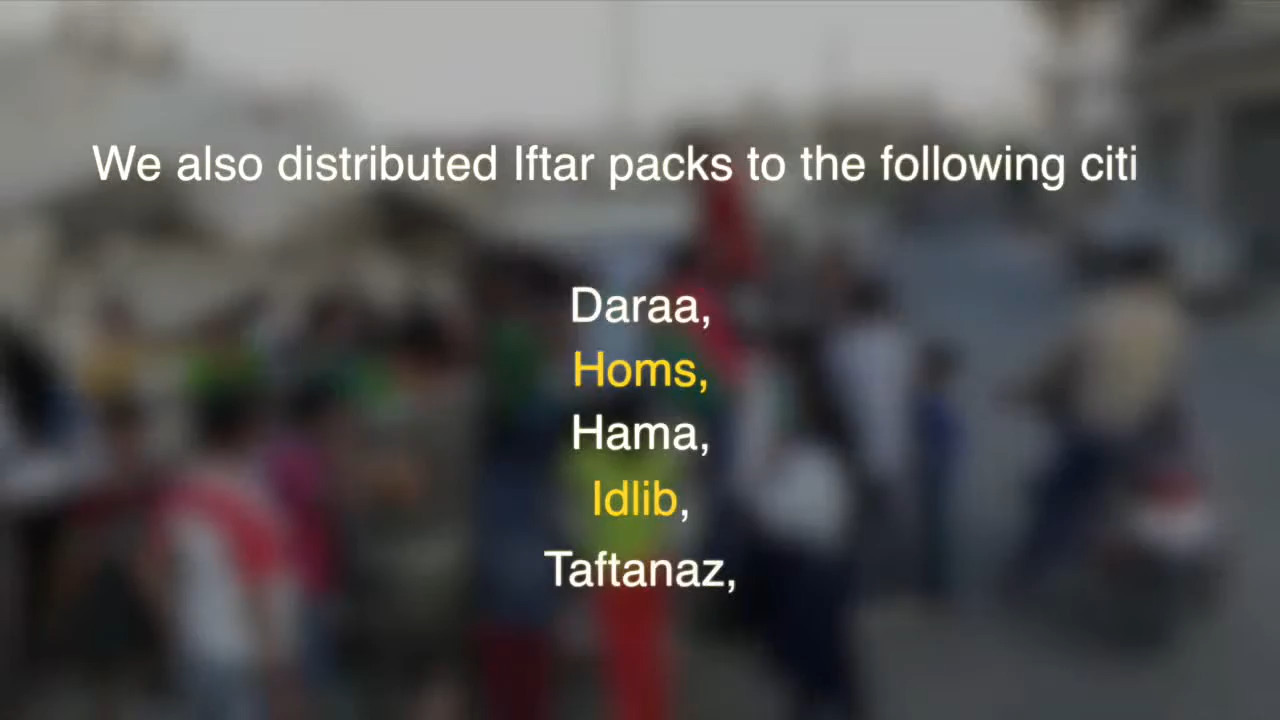 We also distributed Iftar packs to the following citi
Daraa,
Homs,
Hama,
Idlib,
Taftanaz,